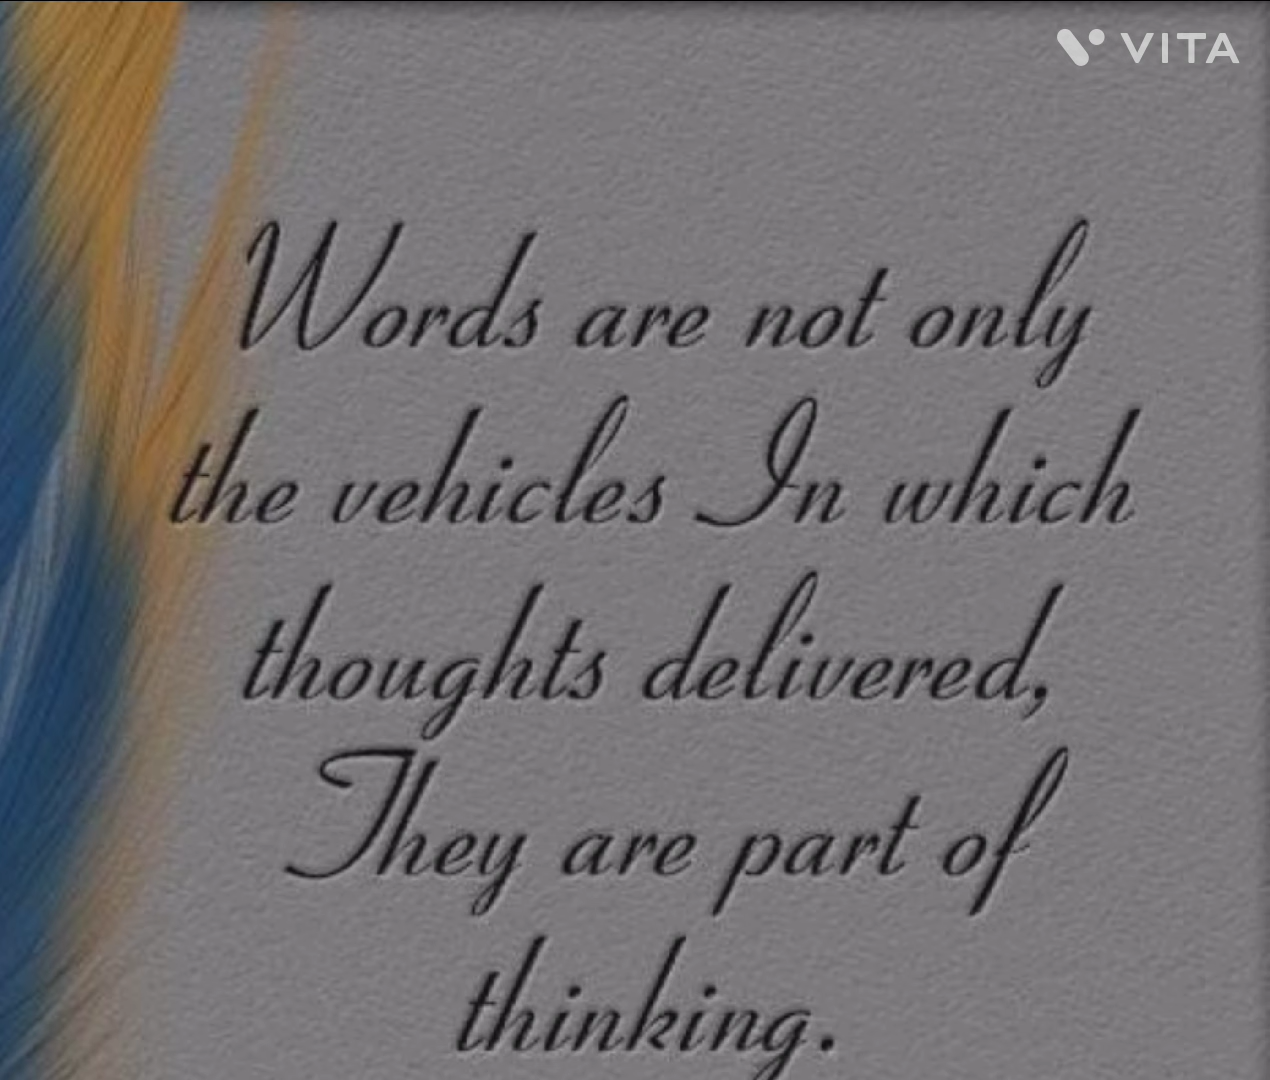 VITA
Words are not only
the vehicles In which
thoughts delivered,
They are part of
thinking.